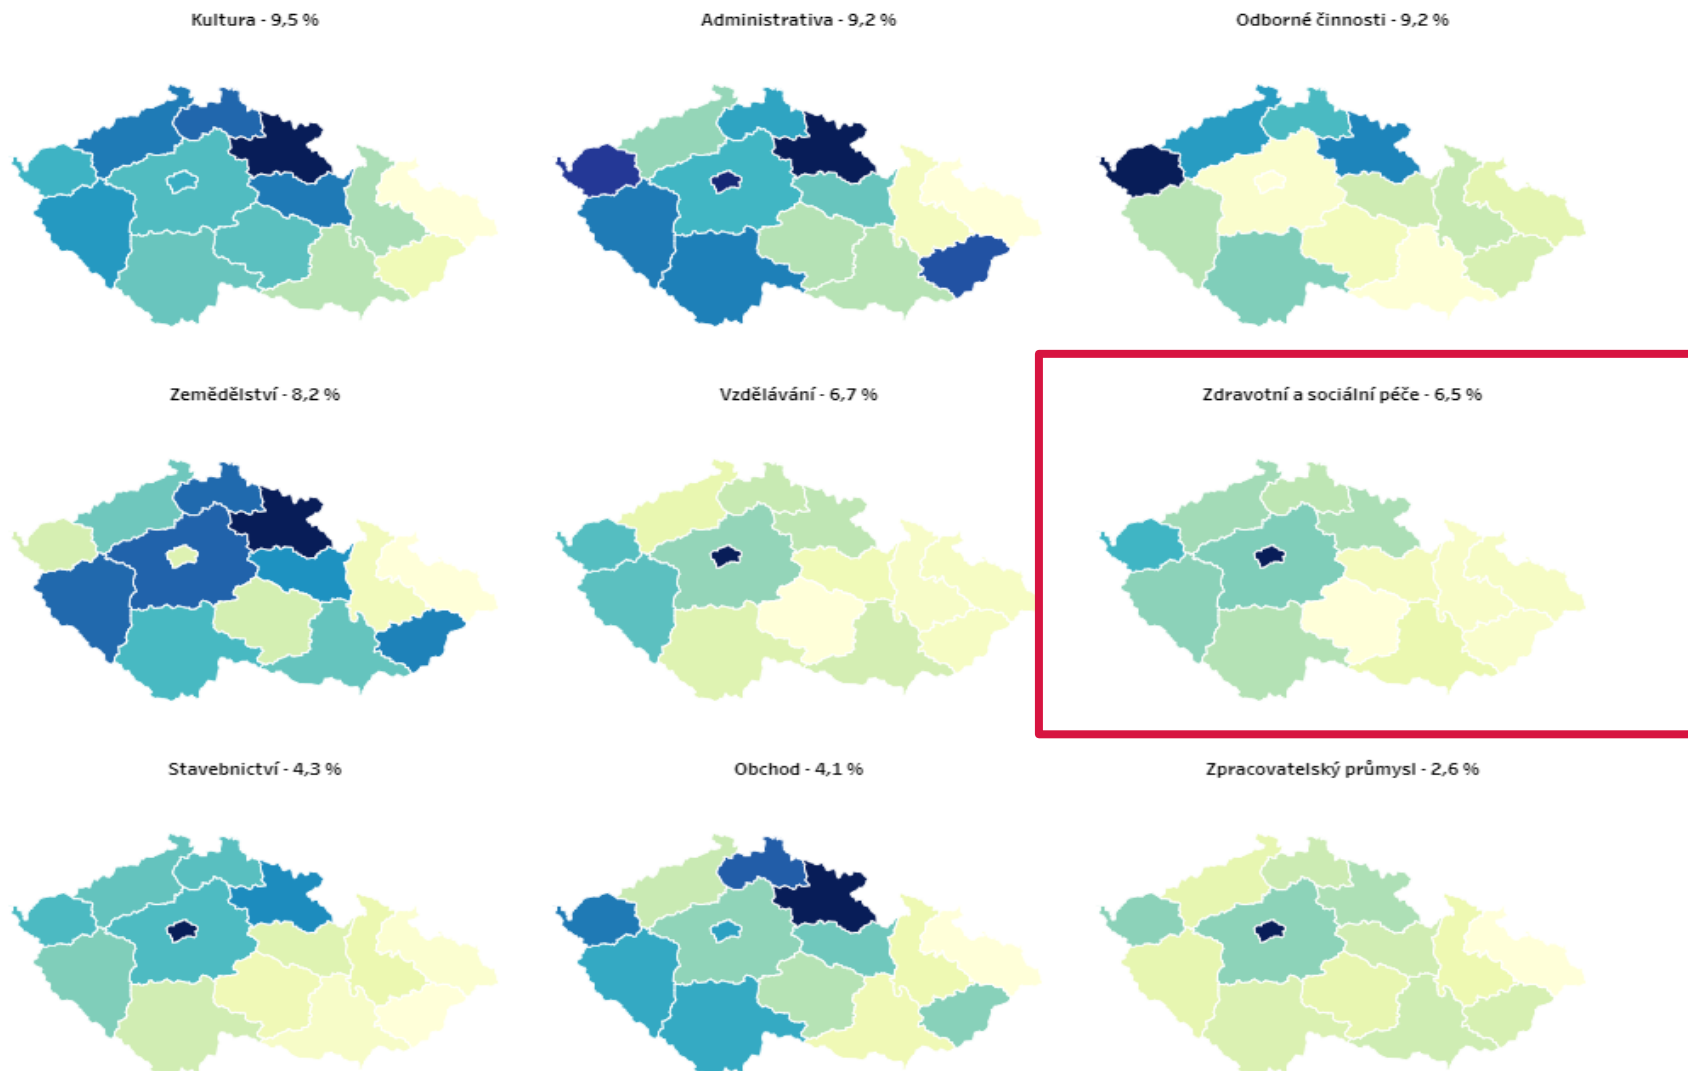 Kultura - 9,5 %
Administrativa - 9,2 %
Odborné činnosti - 9,2 %
Zemědělství - 8,2 %
Vzdělávání - 6,7 %
Zdravotní a sociální péče - 6,5 %
Stavebnictví - 4,3 %
Obchod - 4,1 %
Zpracovatelský průmysl - 2,6 %